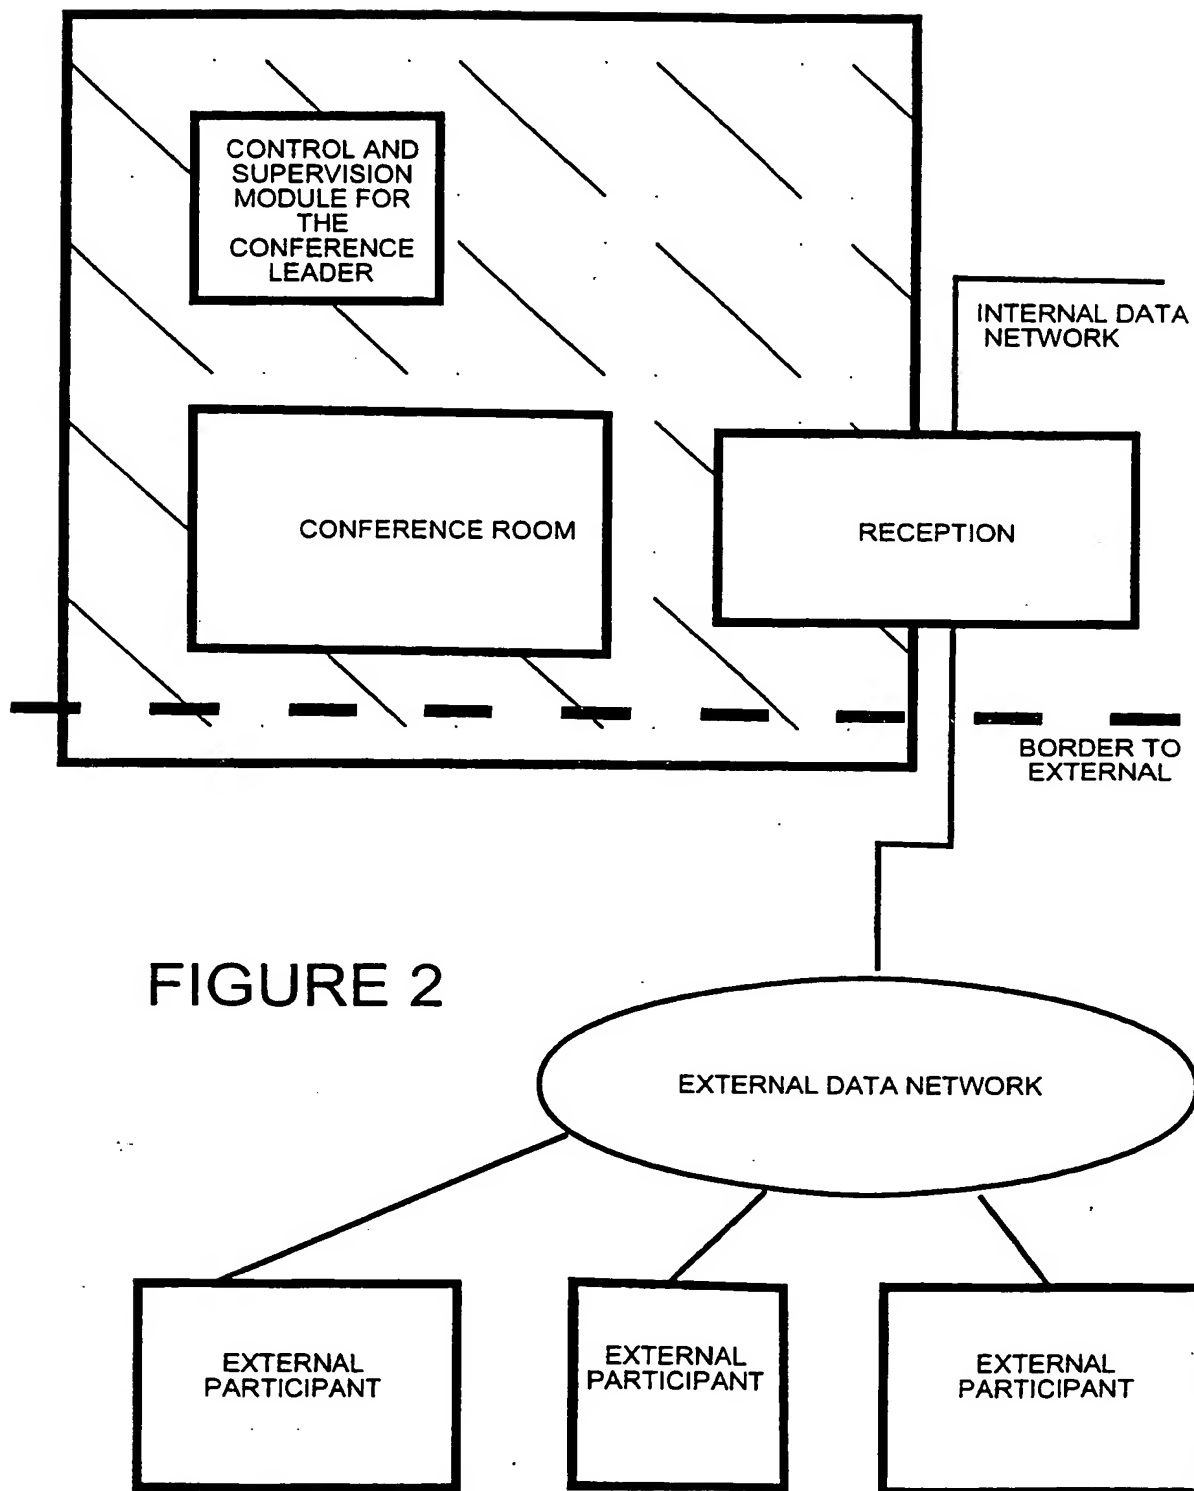 CONTROL AND
SUPERVISION
MODULE FOR
THE
CONFERENCE
LEADER
INTERNAL DATA
NETWORK
CONFERENCE ROOM
RECEPTION
BORDER TO
EXTERNAL
FIGURE 2
EXTERNAL DATA NETWORK
EXTERNAL
PARTICIPANT
EXTERNAL
PARTICIPANT
EXTERNAL
PARTICIPANT